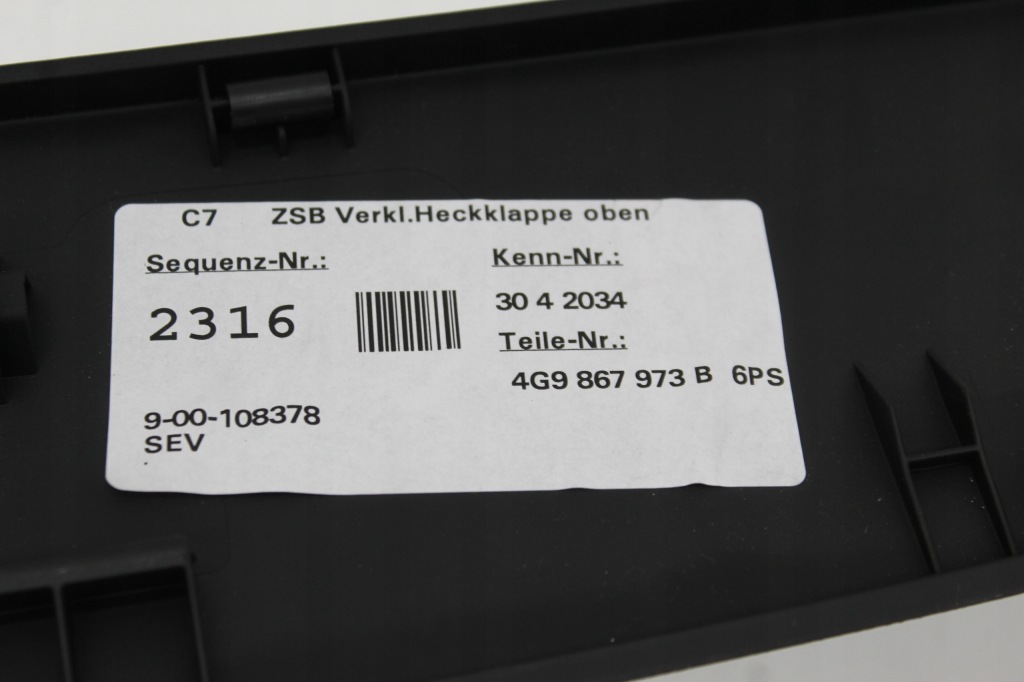 C7 ZSB Verkl.Heckklappe oben
Sequenz-Nr.:
2316
Kenn-Nr.:
30 4 2034
Teile-Nr.:
4G9 867 973 B 6PS
9-00-108378
SEV